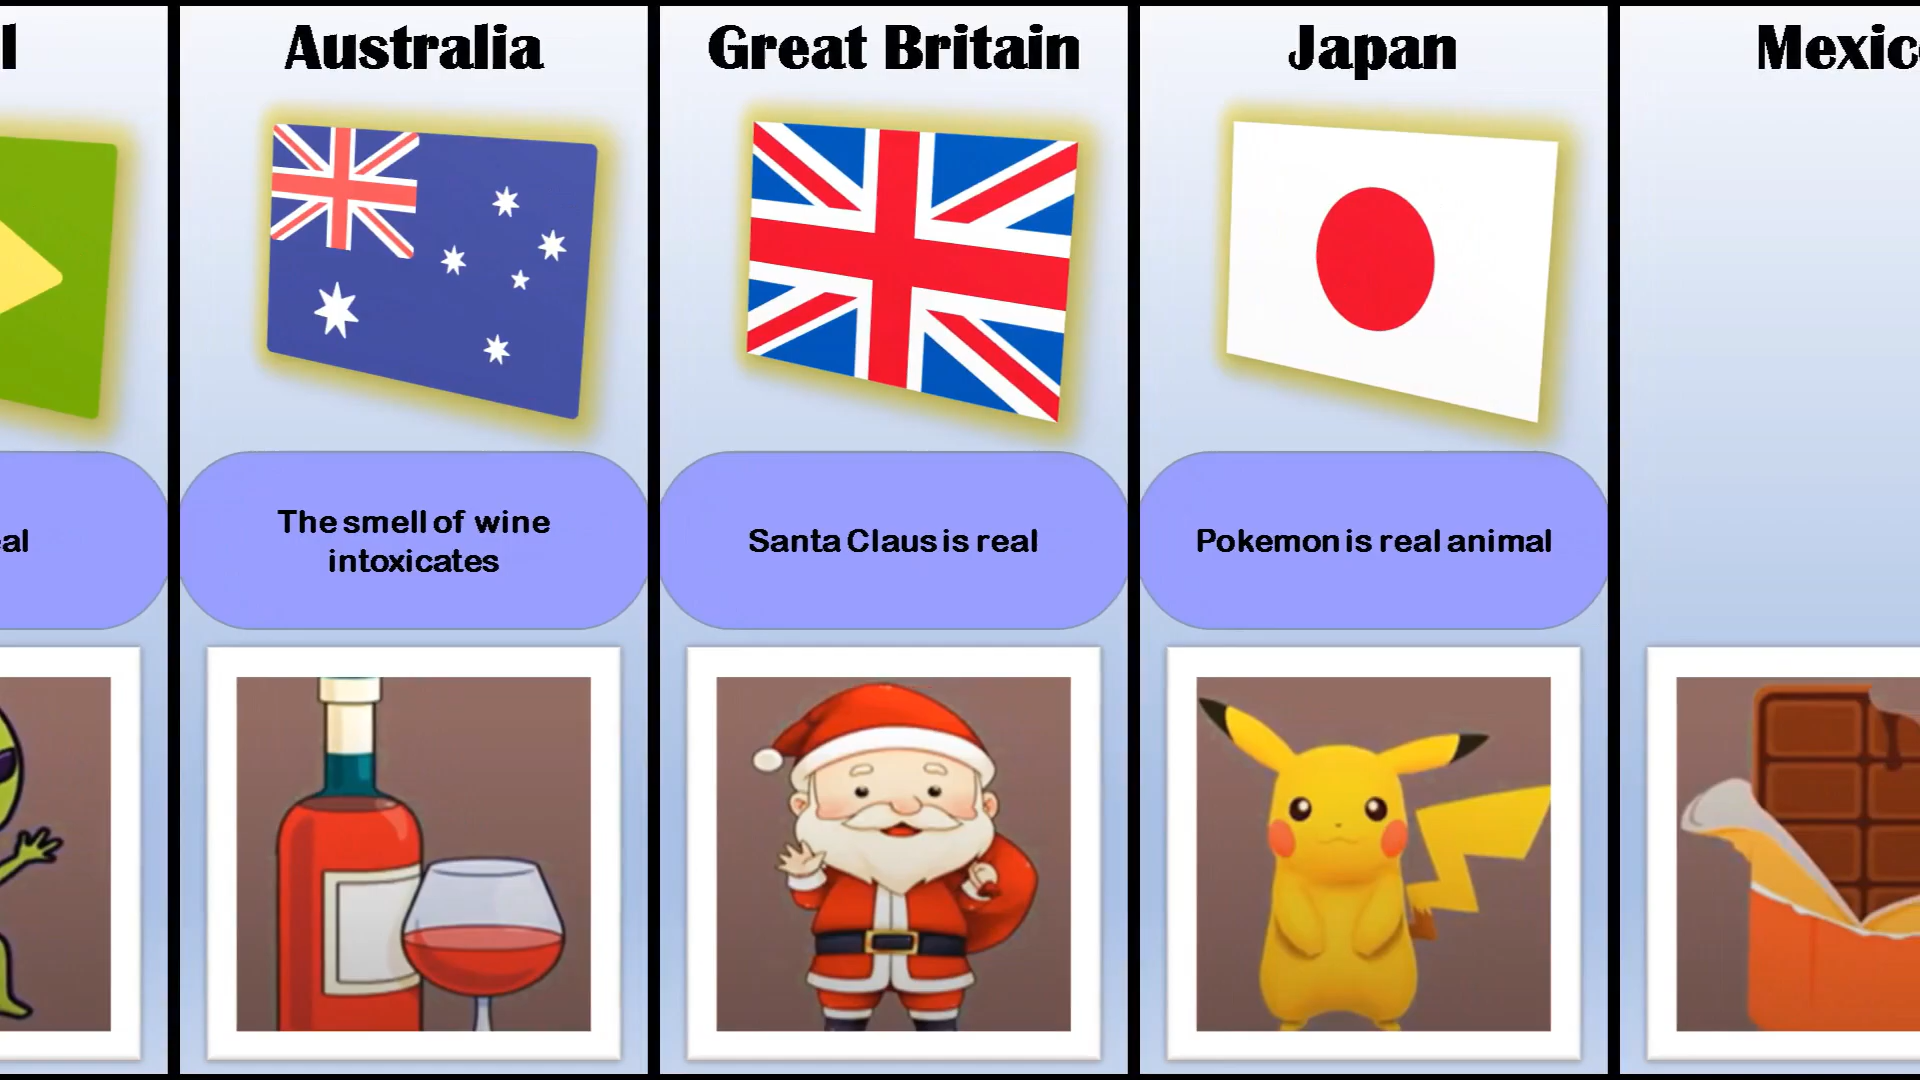 Australia
Great Britain
Japan
The smell of wine
intoxicates
Santa Claus is real
Pokemon is real animal